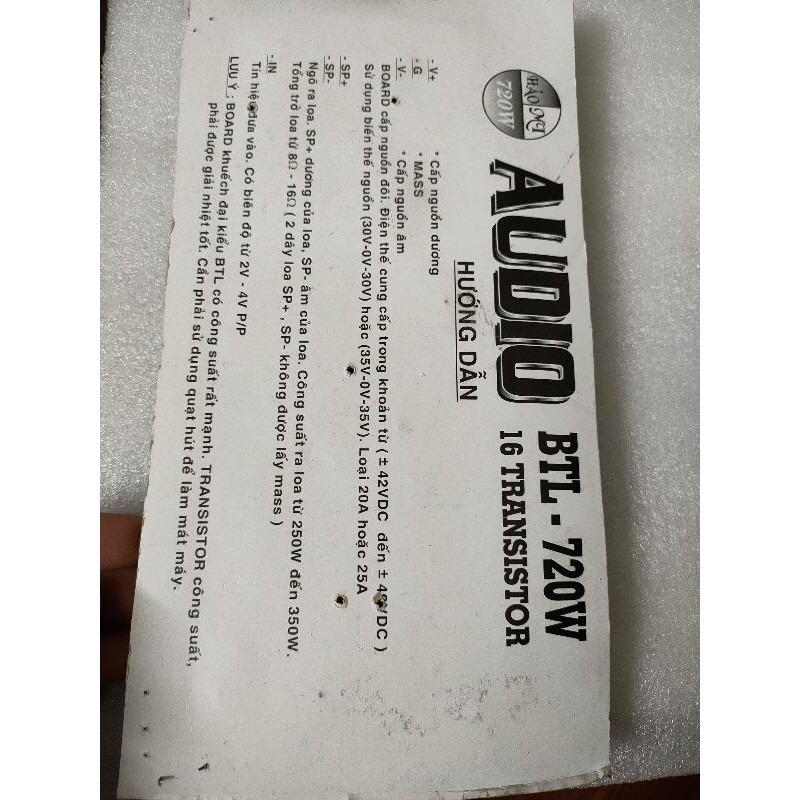 HẢO MY
720W
AUDIO BTL - 720W
16 TRANSISTOR
HƯỚNG DẪN
- V+ * Cấp nguồn dương
- G * MASS
- V- * Cấp nguồn âm
BOARD cấp nguồn đôi. Điện thế cung cấp trong khoản từ ( ± 42VDC đến ± 48VDC )
Sử dụng biến thế nguồn (30V-0V-30V) hoặc (35V-0V-35V). Loại 20A hoặc 25A
- SP+
- SP-
Ngõ ra loa. SP+ dương của loa, SP- âm của loa. Công suất ra loa từ 250W đến 350W.
Tổng trở loa từ 8Ω - 16Ω ( 2 dây loa SP+ , SP- không được lấy mass )
- IN
Tín hiệu đưa vào. Có biên độ từ 2V - 4V P/P
LƯU Ý : BOARD khuếch đại kiểu BTL có công suất rất mạnh. TRANSISTOR công suất,
phải được giải nhiệt tốt. Cần phải sử dụng quạt hút để làm mát máy.